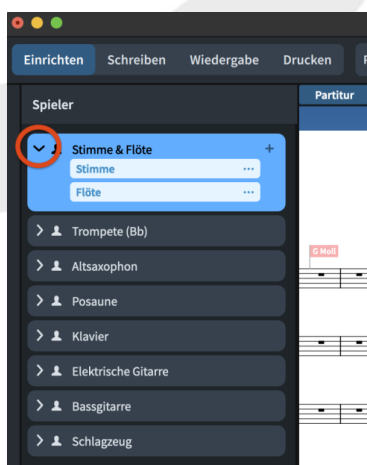 Einrichten Schreiben Wiedergabe Drucken
Spieler
Partitur
Stimme & Flöte +
Stimme ...
Flöte ...
Trompete (Bb)
G Moll
Altsaxophon
Posaune
Klavier
Elektrische Gitarre
Bassgitarre
Schlagzeug